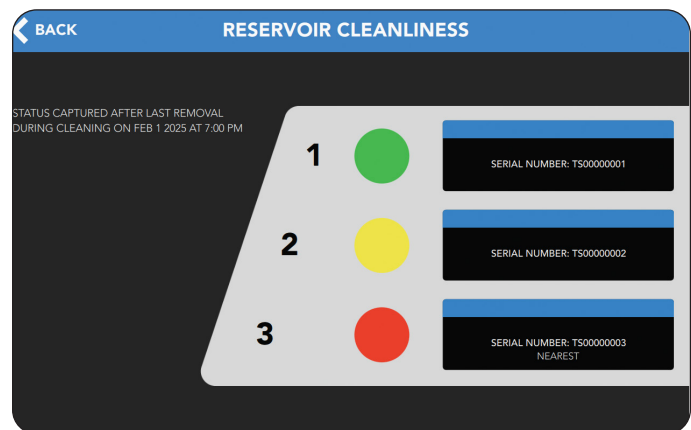 BACK
RESERVOIR CLEANLINESS
STATUS CAPTURED AFTER LAST REMOVAL
DURING CLEANING ON FEB 1 2025 AT 7:00 PM
1
SERIAL NUMBER: TS00000001
2
SERIAL NUMBER: TS00000002
3
SERIAL NUMBER: TS00000003
NEAREST